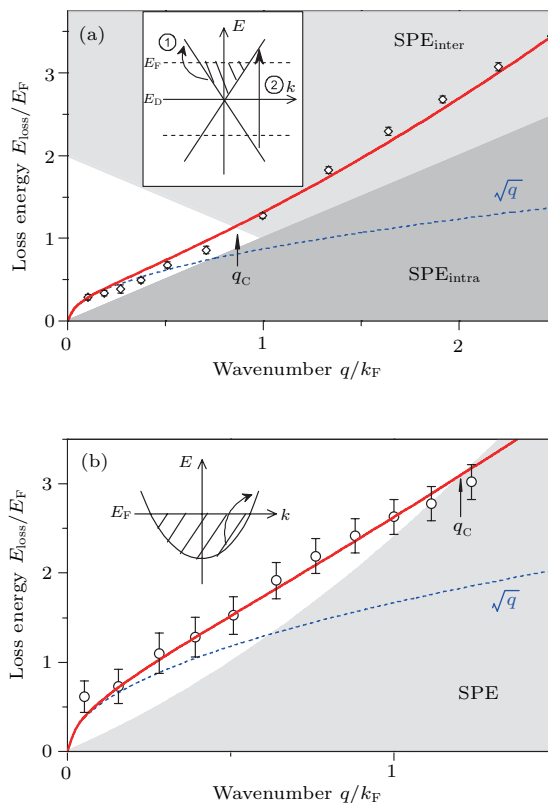 (a)
SPE_inter
3
2
1
0
Loss energy E_loss/E_F
E
①
E_F
E_D
k
②
√q
q_C
SPE_intra
0
1
2
Wavenumber q/k_F
(b)
E
E_F
k
3
2
1
0
Loss energy E_loss/E_F
q_C
√q
SPE
0
1
Wavenumber q/k_F